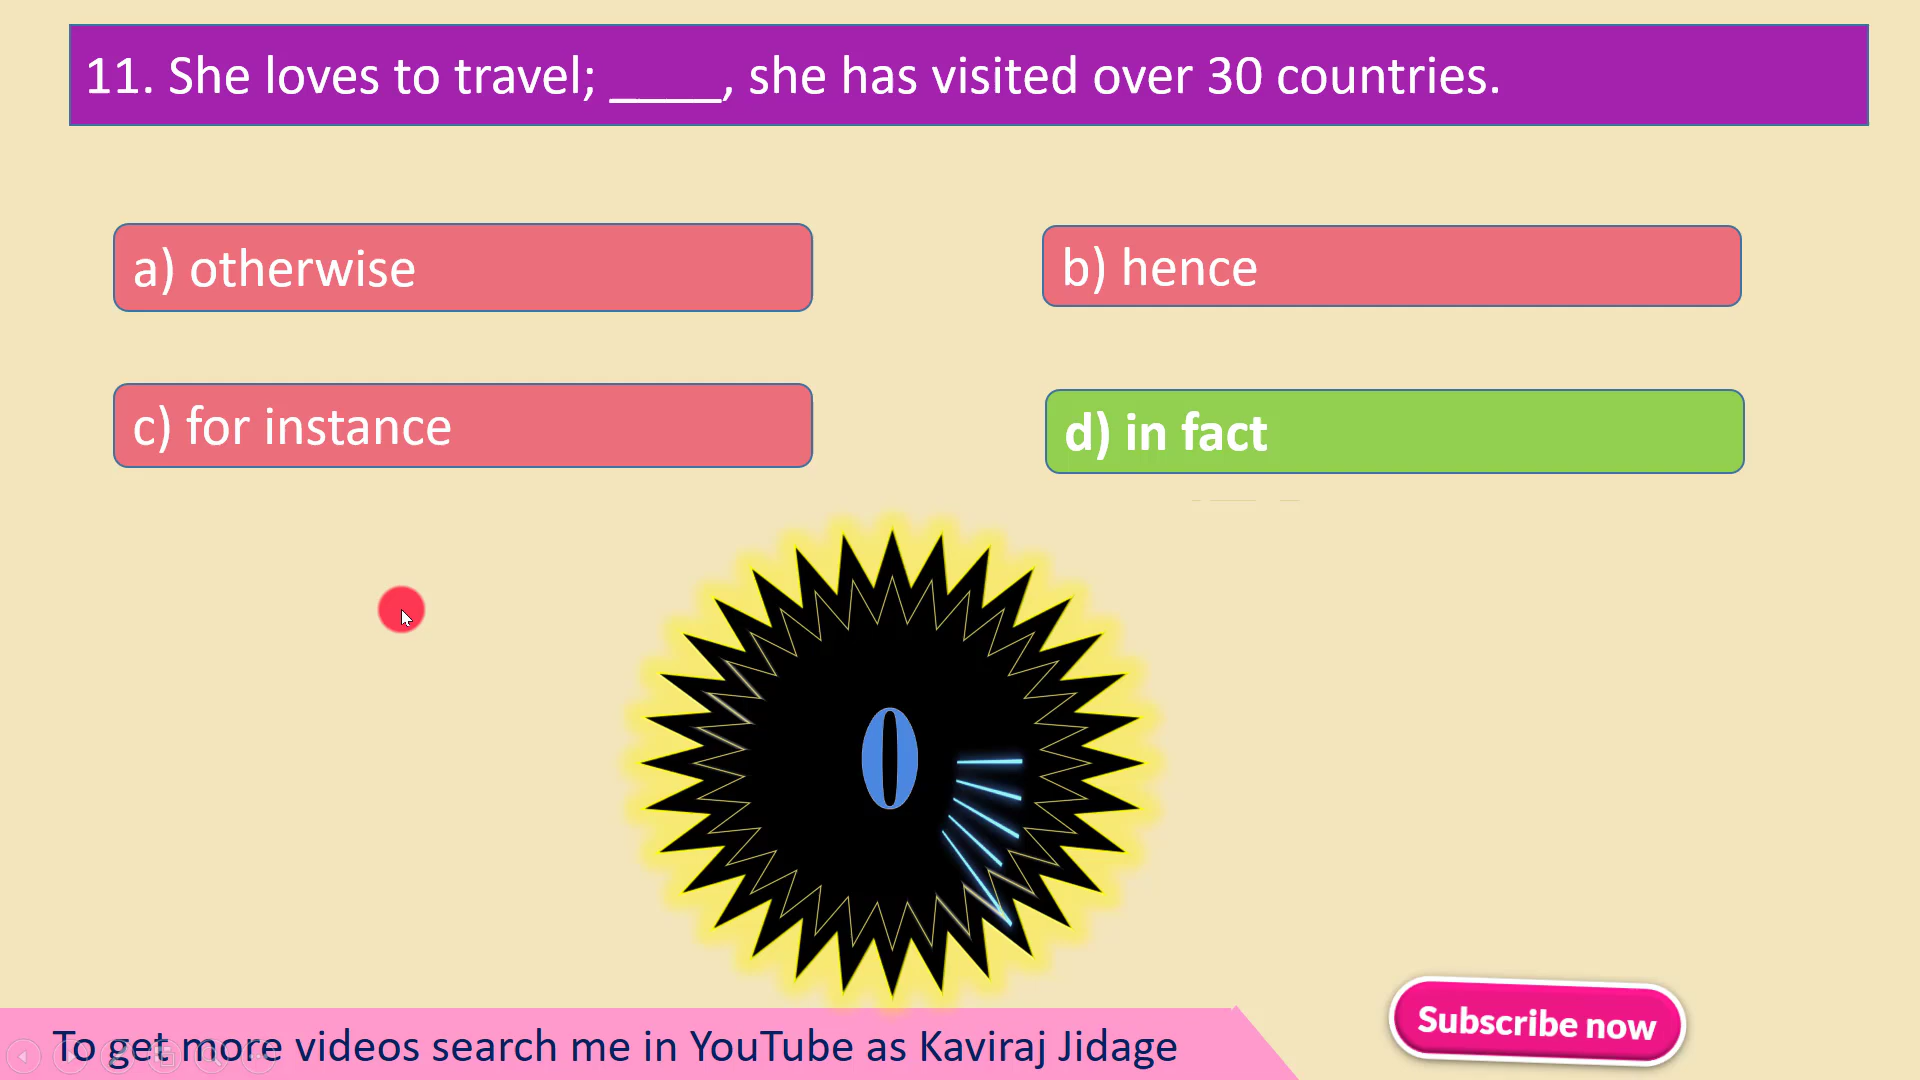 11. She loves to travel; ____, she has visited over 30 countries.
a) otherwise
b) hence
c) for instance
d) in fact
0
To get more videos search me in YouTube as Kaviraj Jidage
Subscribe now